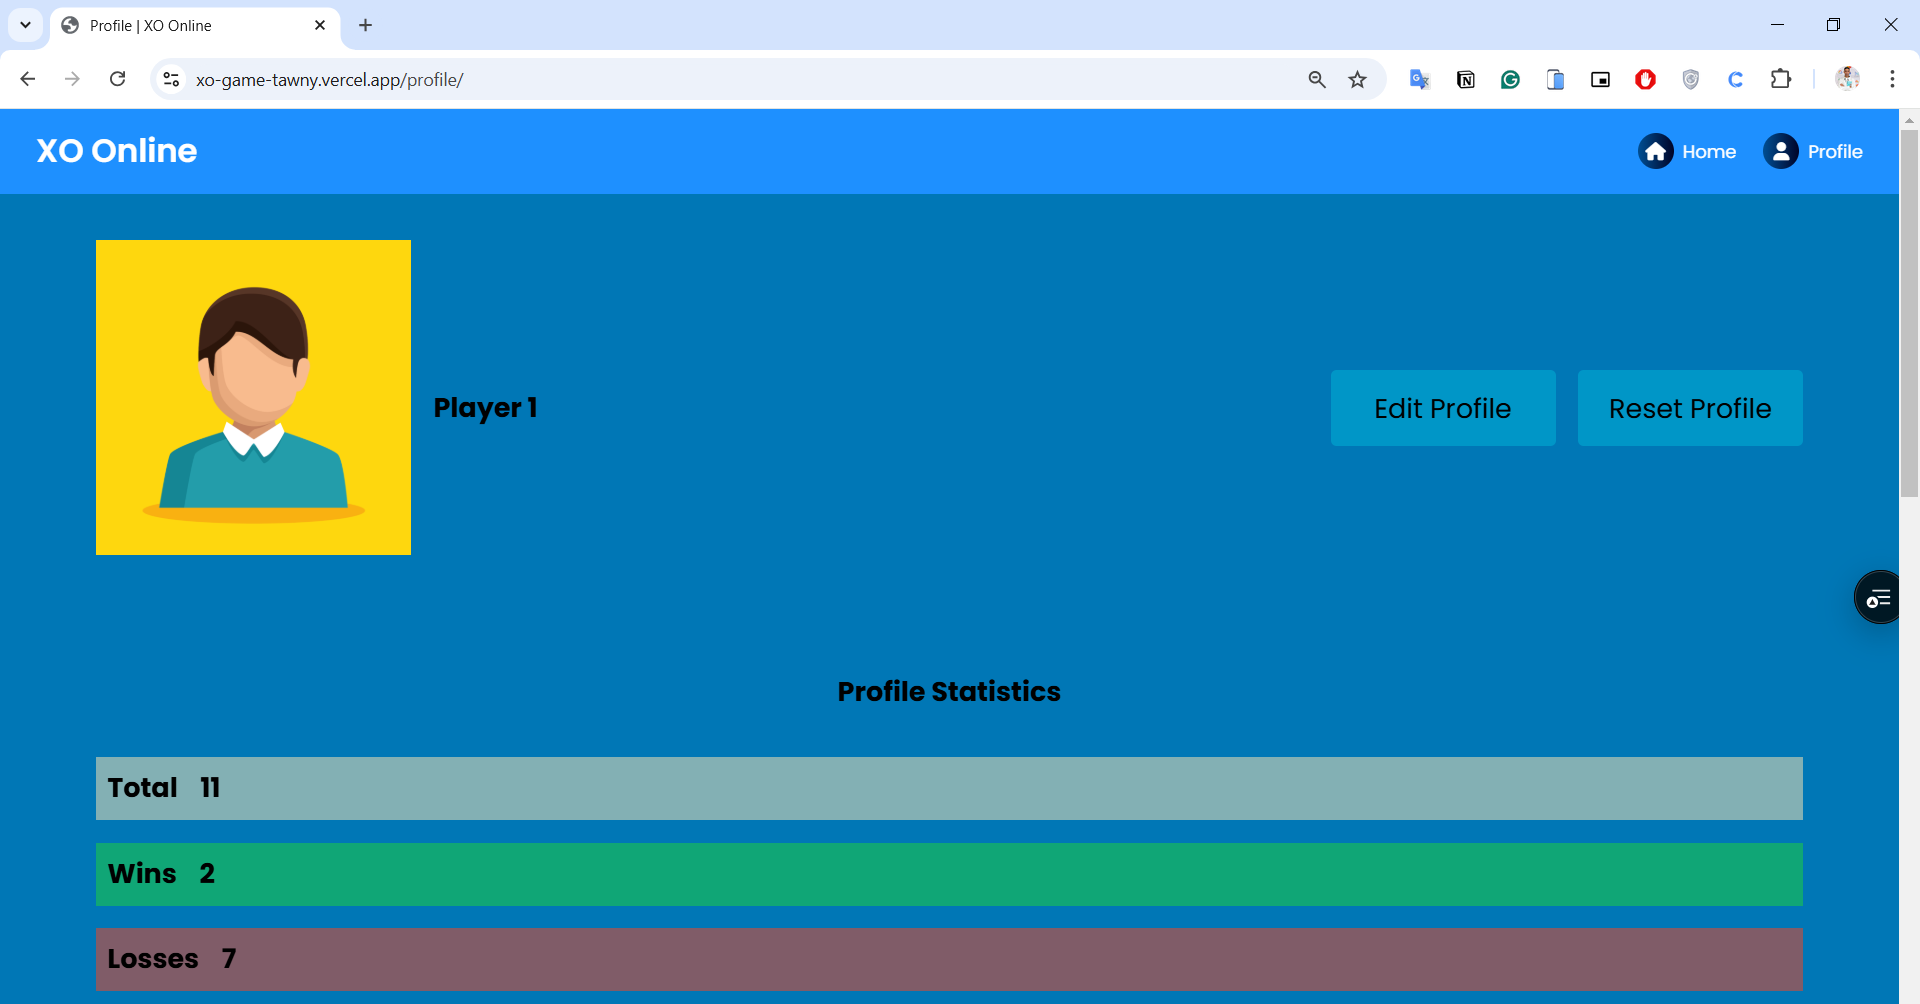 Profile | XO Online
xo-game-tawny.vercel.app/profile/
XO Online
Home
Profile
Player 1
Edit Profile
Reset Profile
Profile Statistics
Total 11
Wins 2
Losses 7